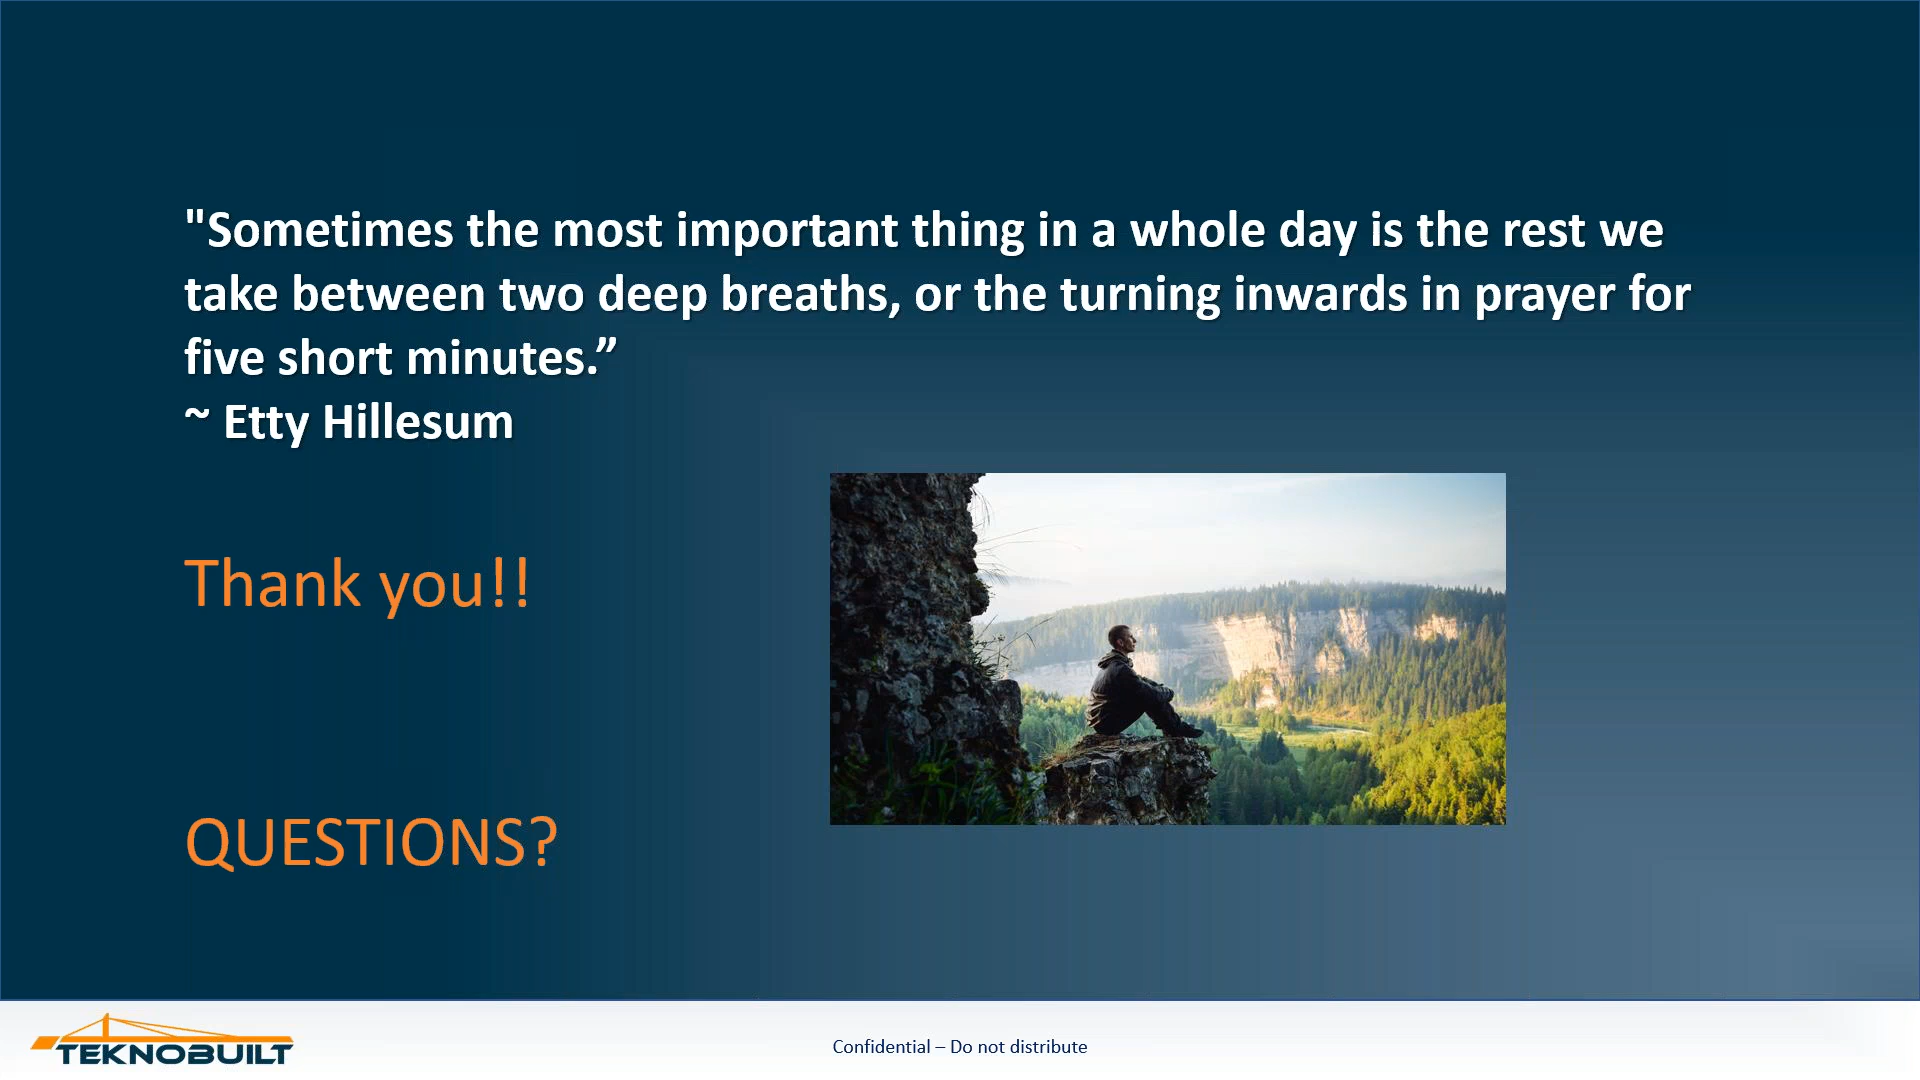 "Sometimes the most important thing in a whole day is the rest we
take between two deep breaths, or the turning inwards in prayer for
five short minutes.”
~ Etty Hillesum
Thank you!!
QUESTIONS?
TEKNOBUILT
Confidential – Do not distribute